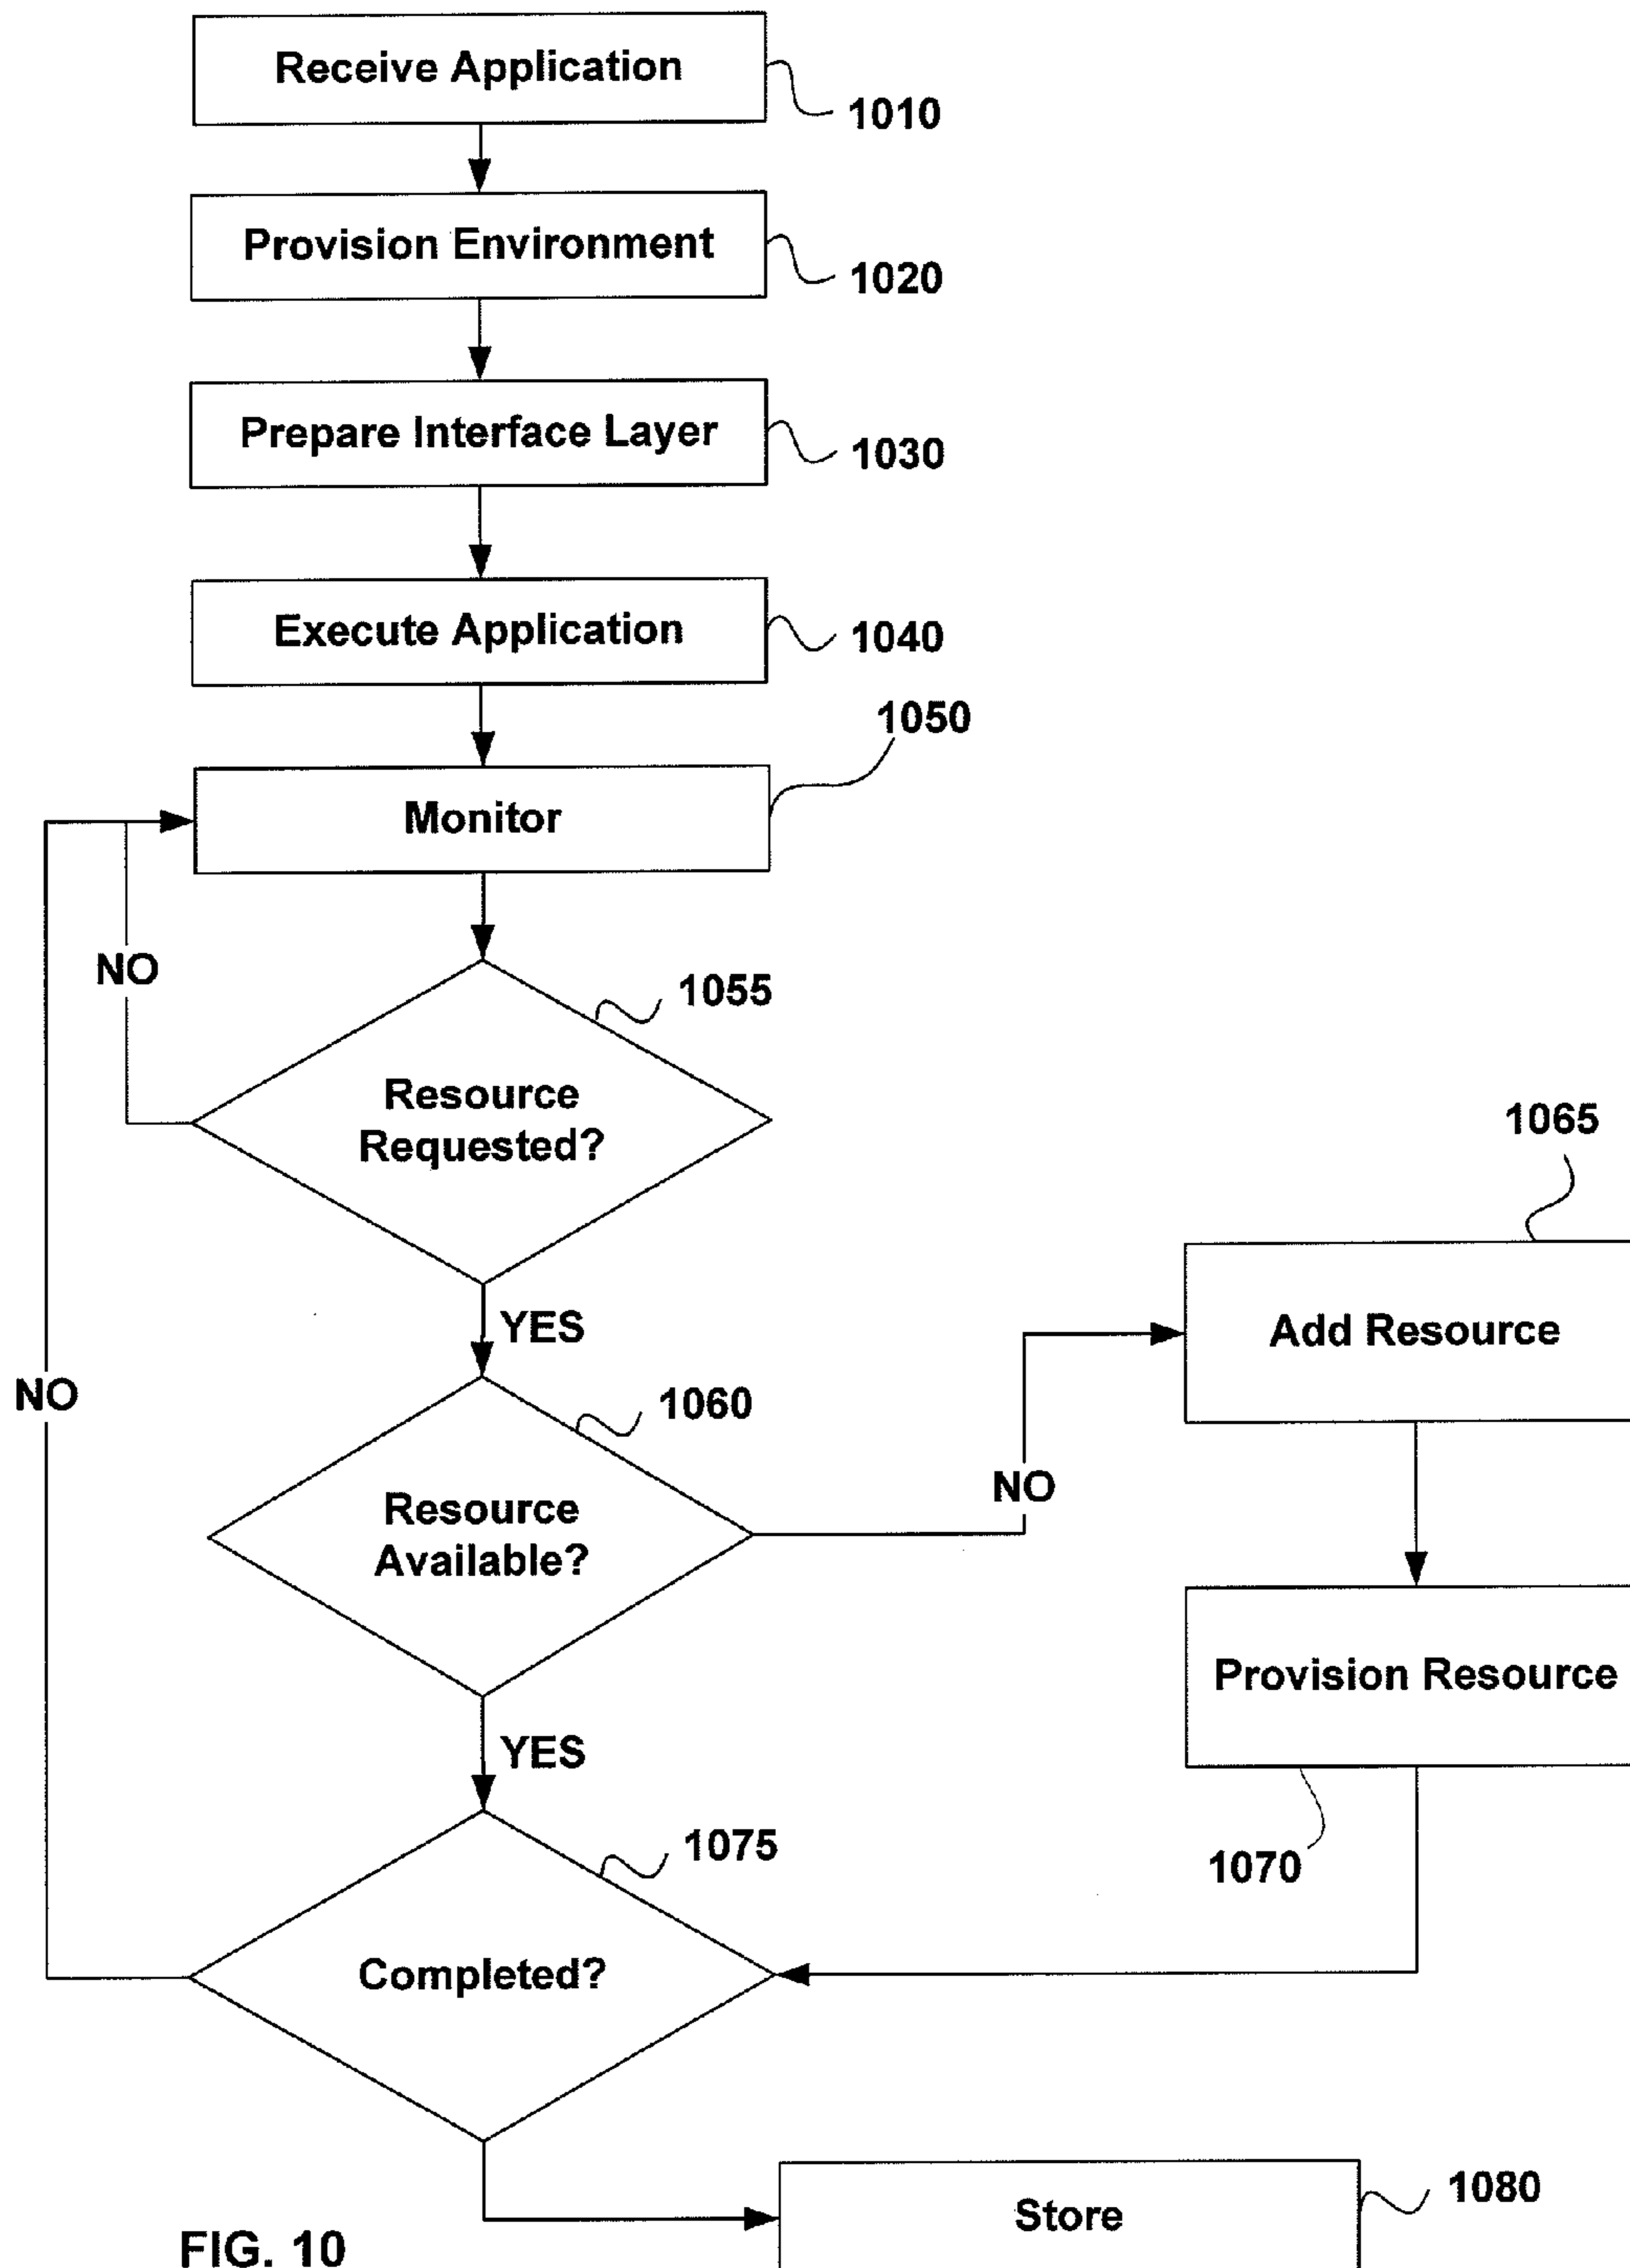 Receive Application
1010
Provision Environment
1020
Prepare Interface Layer
1030
Execute Application
1040
1050
Monitor
NO
1055
Resource
Requested?
1065
YES
Add Resource
NO
1060
NO
Resource
Available?
Provision Resource
YES
1075
1070
Completed?
1080
Store
FIG. 10